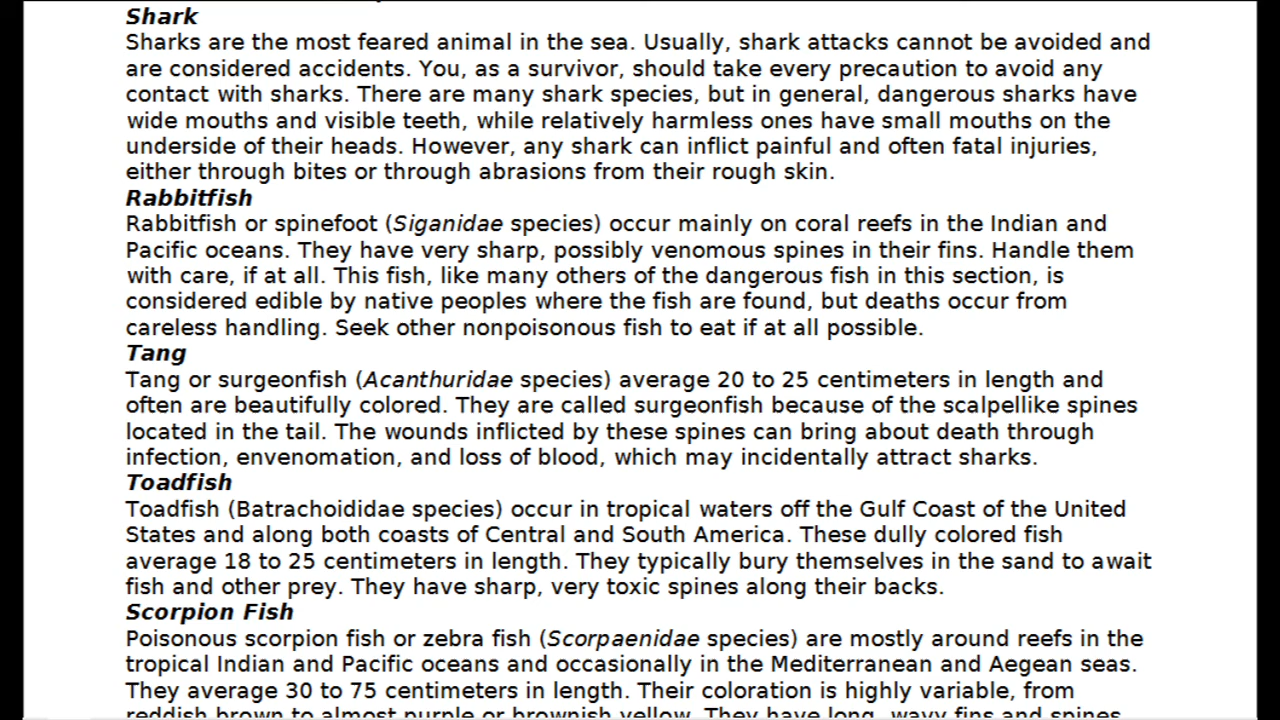 Shark
Sharks are the most feared animal in the sea. Usually, shark attacks cannot be avoided and
are considered accidents. You, as a survivor, should take every precaution to avoid any
contact with sharks. There are many shark species, but in general, dangerous sharks have
wide mouths and visible teeth, while relatively harmless ones have small mouths on the
underside of their heads. However, any shark can inflict painful and often fatal injuries,
either through bites or through abrasions from their rough skin.
Rabbitfish
Rabbitfish or spinefoot (Siganidae species) occur mainly on coral reefs in the Indian and
Pacific oceans. They have very sharp, possibly venomous spines in their fins. Handle them
with care, if at all. This fish, like many others of the dangerous fish in this section, is
considered edible by native peoples where the fish are found, but deaths occur from
careless handling. Seek other nonpoisonous fish to eat if at all possible.
Tang
Tang or surgeonfish (Acanthuridae species) average 20 to 25 centimeters in length and
often are beautifully colored. They are called surgeonfish because of the scalpellike spines
located in the tail. The wounds inflicted by these spines can bring about death through
infection, envenomation, and loss of blood, which may incidentally attract sharks.
Toadfish
Toadfish (Batrachoididae species) occur in tropical waters off the Gulf Coast of the United
States and along both coasts of Central and South America. These dully colored fish
average 18 to 25 centimeters in length. They typically bury themselves in the sand to await
fish and other prey. They have sharp, very toxic spines along their backs.
Scorpion Fish
Poisonous scorpion fish or zebra fish (Scorpaenidae species) are mostly around reefs in the
tropical Indian and Pacific oceans and occasionally in the Mediterranean and Aegean seas.
They average 30 to 75 centimeters in length. Their coloration is highly variable, from
reddish brown to almost purple or brownish yellow. They have long, wavy fins and spines